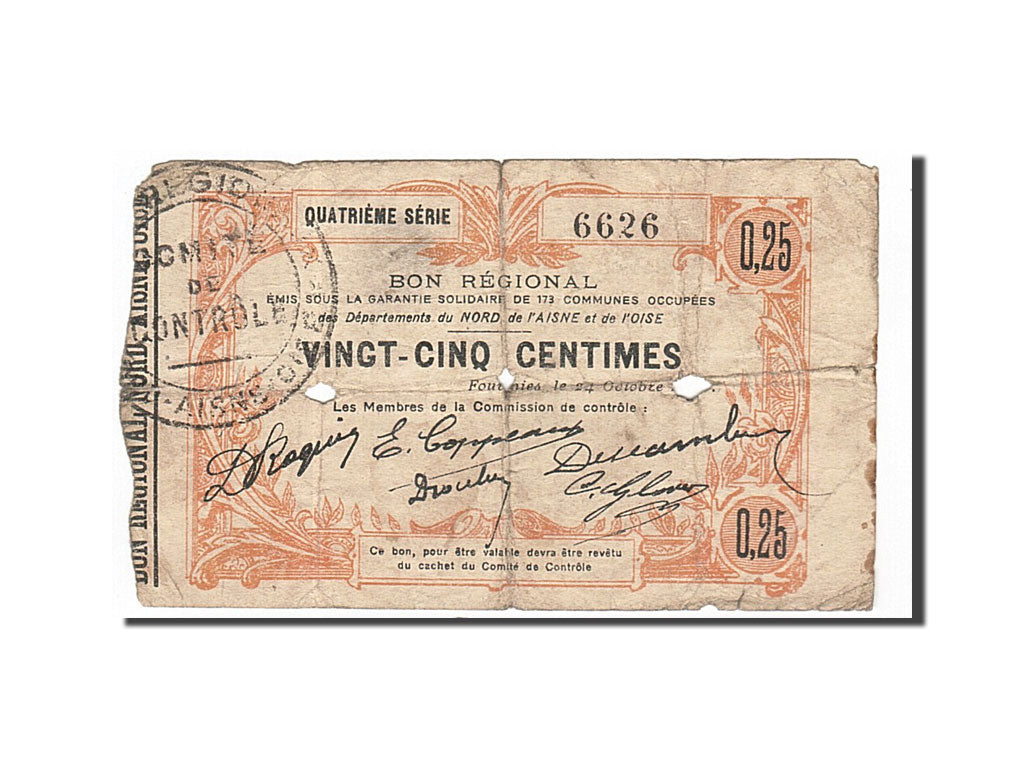 QUATRIÈME SÉRIE
6626
0,25
BON RÉGIONAL
ÉMIS SOUS LA GARANTIE SOLIDAIRE DE 173 COMMUNES OCCUPÉES
des Départements du NORD de l'AISNE et de l'OISE
VINGT-CINQ CENTIMES
le 24 Octobre
Les Membres de la Commission de contrôle :
E. Coppeaux
0,25
Ce bon, pour être valable devra être revêtu
du cachet du Comité de Contrôle
BON RÉGIONAL NORD, AISNE
COMITÉ
DE
CONTRÔLE